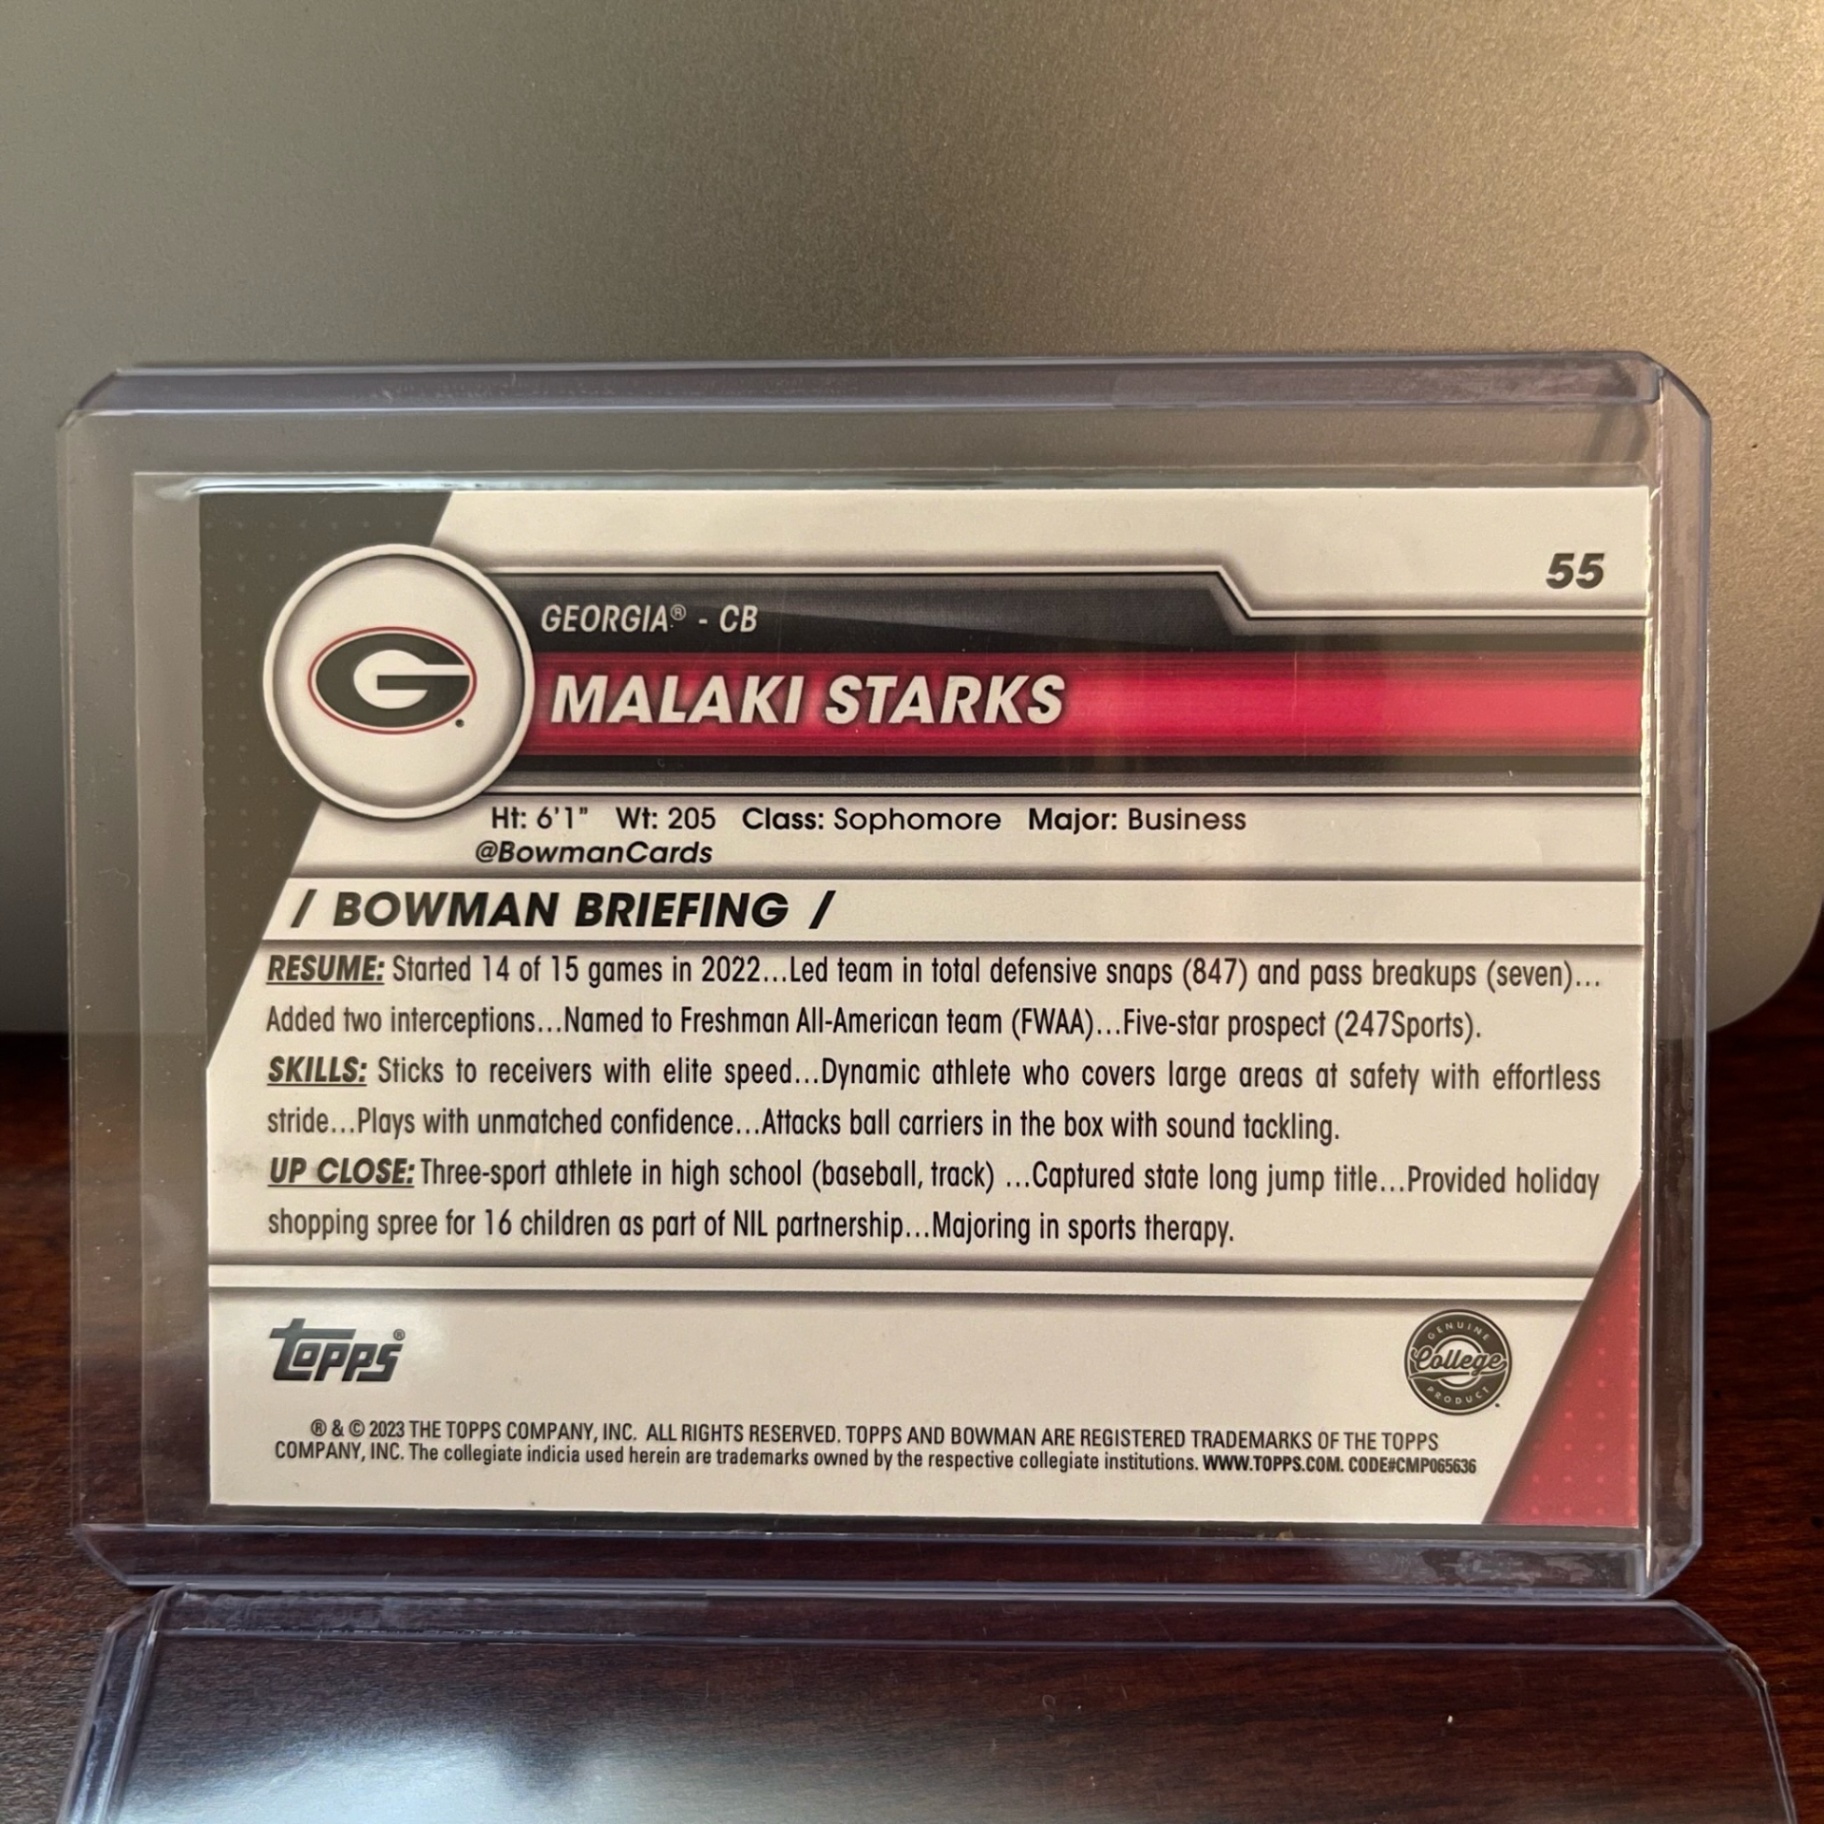 55
GEORGIA® - CB
G
MALAKI STARKS
Ht: 6'1" Wt: 205 Class: Sophomore Major: Business
@BowmanCards
/ BOWMAN BRIEFING /
RESUME: Started 14 of 15 games in 2022...Led team in total defensive snaps (847) and pass breakups (seven)...
Added two interceptions...Named to Freshman All-American team (FWAA)...Five-star prospect (247Sports).
SKILLS: Sticks to receivers with elite speed...Dynamic athlete who covers large areas at safety with effortless
stride...Plays with unmatched confidence...Attacks ball carriers in the box with sound tackling.
UP CLOSE: Three-sport athlete in high school (baseball, track) ...Captured state long jump title...Provided holiday
shopping spree for 16 children as part of NIL partnership...Majoring in sports therapy.
topps®
GENUINE
College
PRODUCT
® & © 2023 THE TOPPS COMPANY, INC. ALL RIGHTS RESERVED. TOPPS AND BOWMAN ARE REGISTERED TRADEMARKS OF THE TOPPS
COMPANY, INC. The collegiate indicia used herein are trademarks owned by the respective collegiate institutions. WWW.TOPPS.COM. CODE#CMP065636